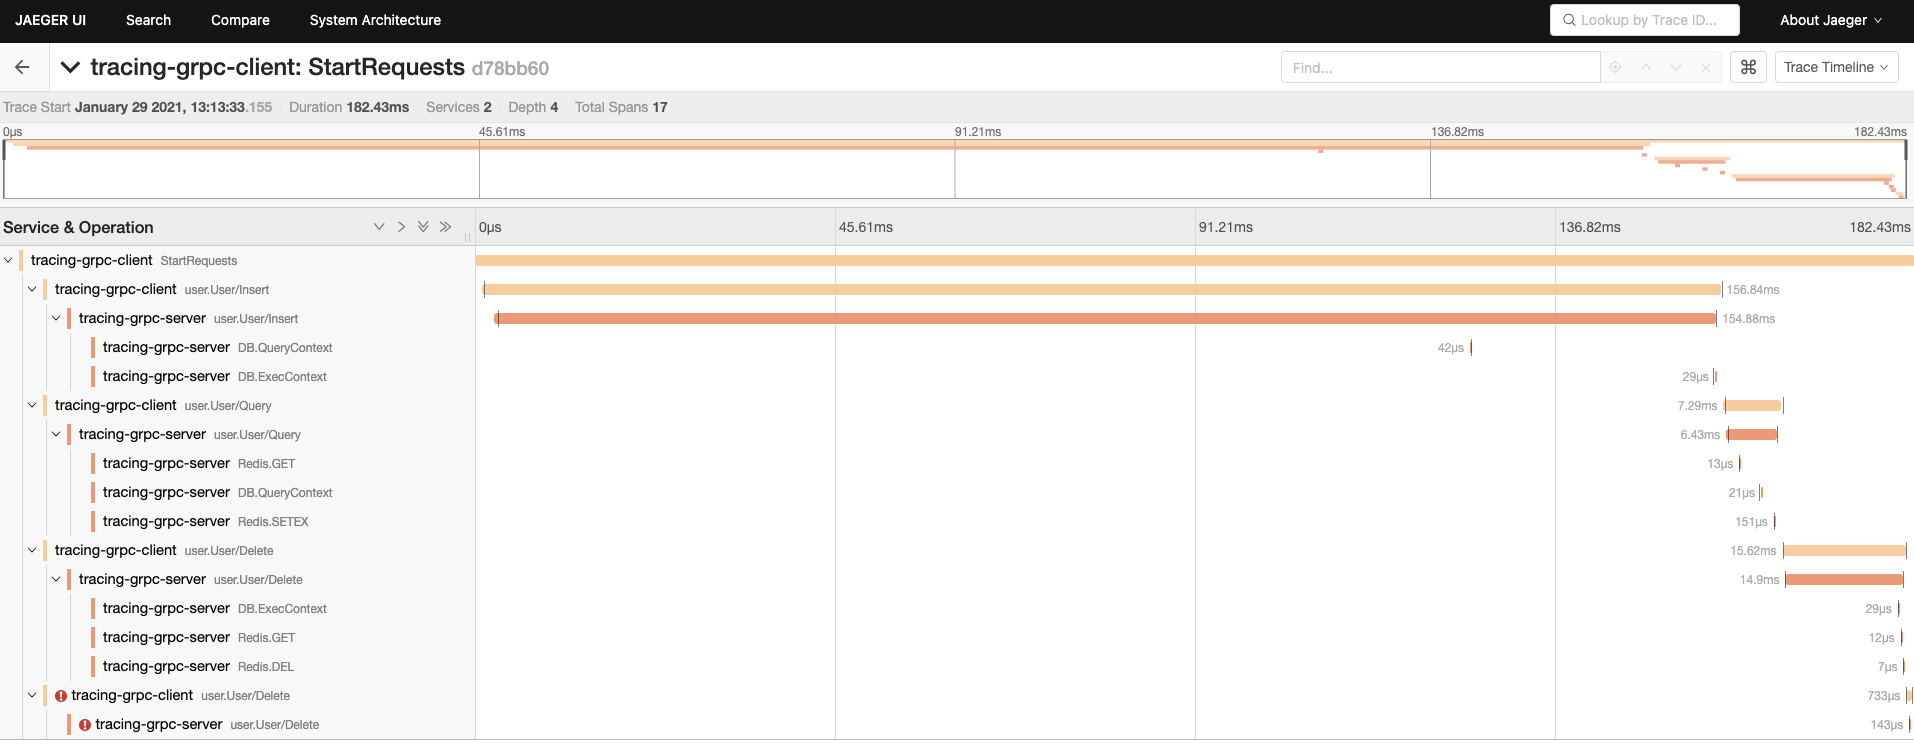 JAEGER UI Search Compare System Architecture Lookup by Trace ID... About Jaeger
tracing-grpc-client: StartRequests d78bb60 Find... ⌘ Trace Timeline
Trace Start January 29 2021, 13:13:33.155 Duration 182.43ms Services 2 Depth 4 Total Spans 17
0μs 45.61ms 91.21ms 136.82ms 182.43ms
Service & Operation 0μs 45.61ms 91.21ms 136.82ms 182.43ms
tracing-grpc-client StartRequests
tracing-grpc-client user.User/Insert 156.84ms
tracing-grpc-server user.User/Insert 154.88ms
tracing-grpc-server DB.QueryContext 42μs
tracing-grpc-server DB.ExecContext 29μs
tracing-grpc-client user.User/Query 7.29ms
tracing-grpc-server user.User/Query 6.43ms
tracing-grpc-server Redis.GET 13μs
tracing-grpc-server DB.QueryContext 21μs
tracing-grpc-server Redis.SETEX 151μs
tracing-grpc-client user.User/Delete 15.62ms
tracing-grpc-server user.User/Delete 14.9ms
tracing-grpc-server DB.ExecContext 29μs
tracing-grpc-server Redis.GET 12μs
tracing-grpc-server Redis.DEL 7μs
tracing-grpc-client user.User/Delete 733μs
tracing-grpc-server user.User/Delete 143μs